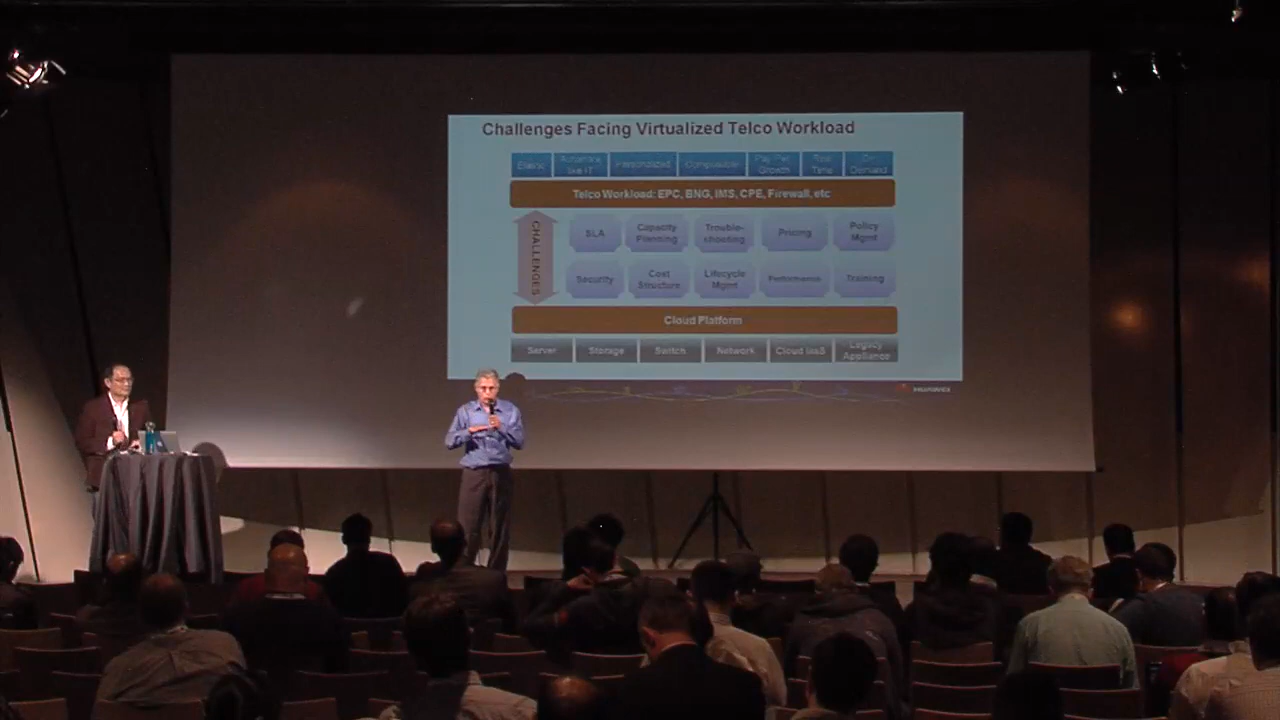 Challenges Facing Virtualized Telco Workload
Elastic
Automate
like IT
Personalized
Composable
Pay Per
Growth
Real
Time
On
Demand
Telco Workload: EPC, BNG, IMS, CPE, Firewall, etc
CHALLENGES
SLA
Capacity
Planning
Trouble-
shooting
Pricing
Policy
Mgmt
Security
Cost
Structure
Lifecycle
Mgmt
Performance
Training
Cloud Platform
Server
Storage
Switch
Network
Cloud IaaS
Legacy
Appliance